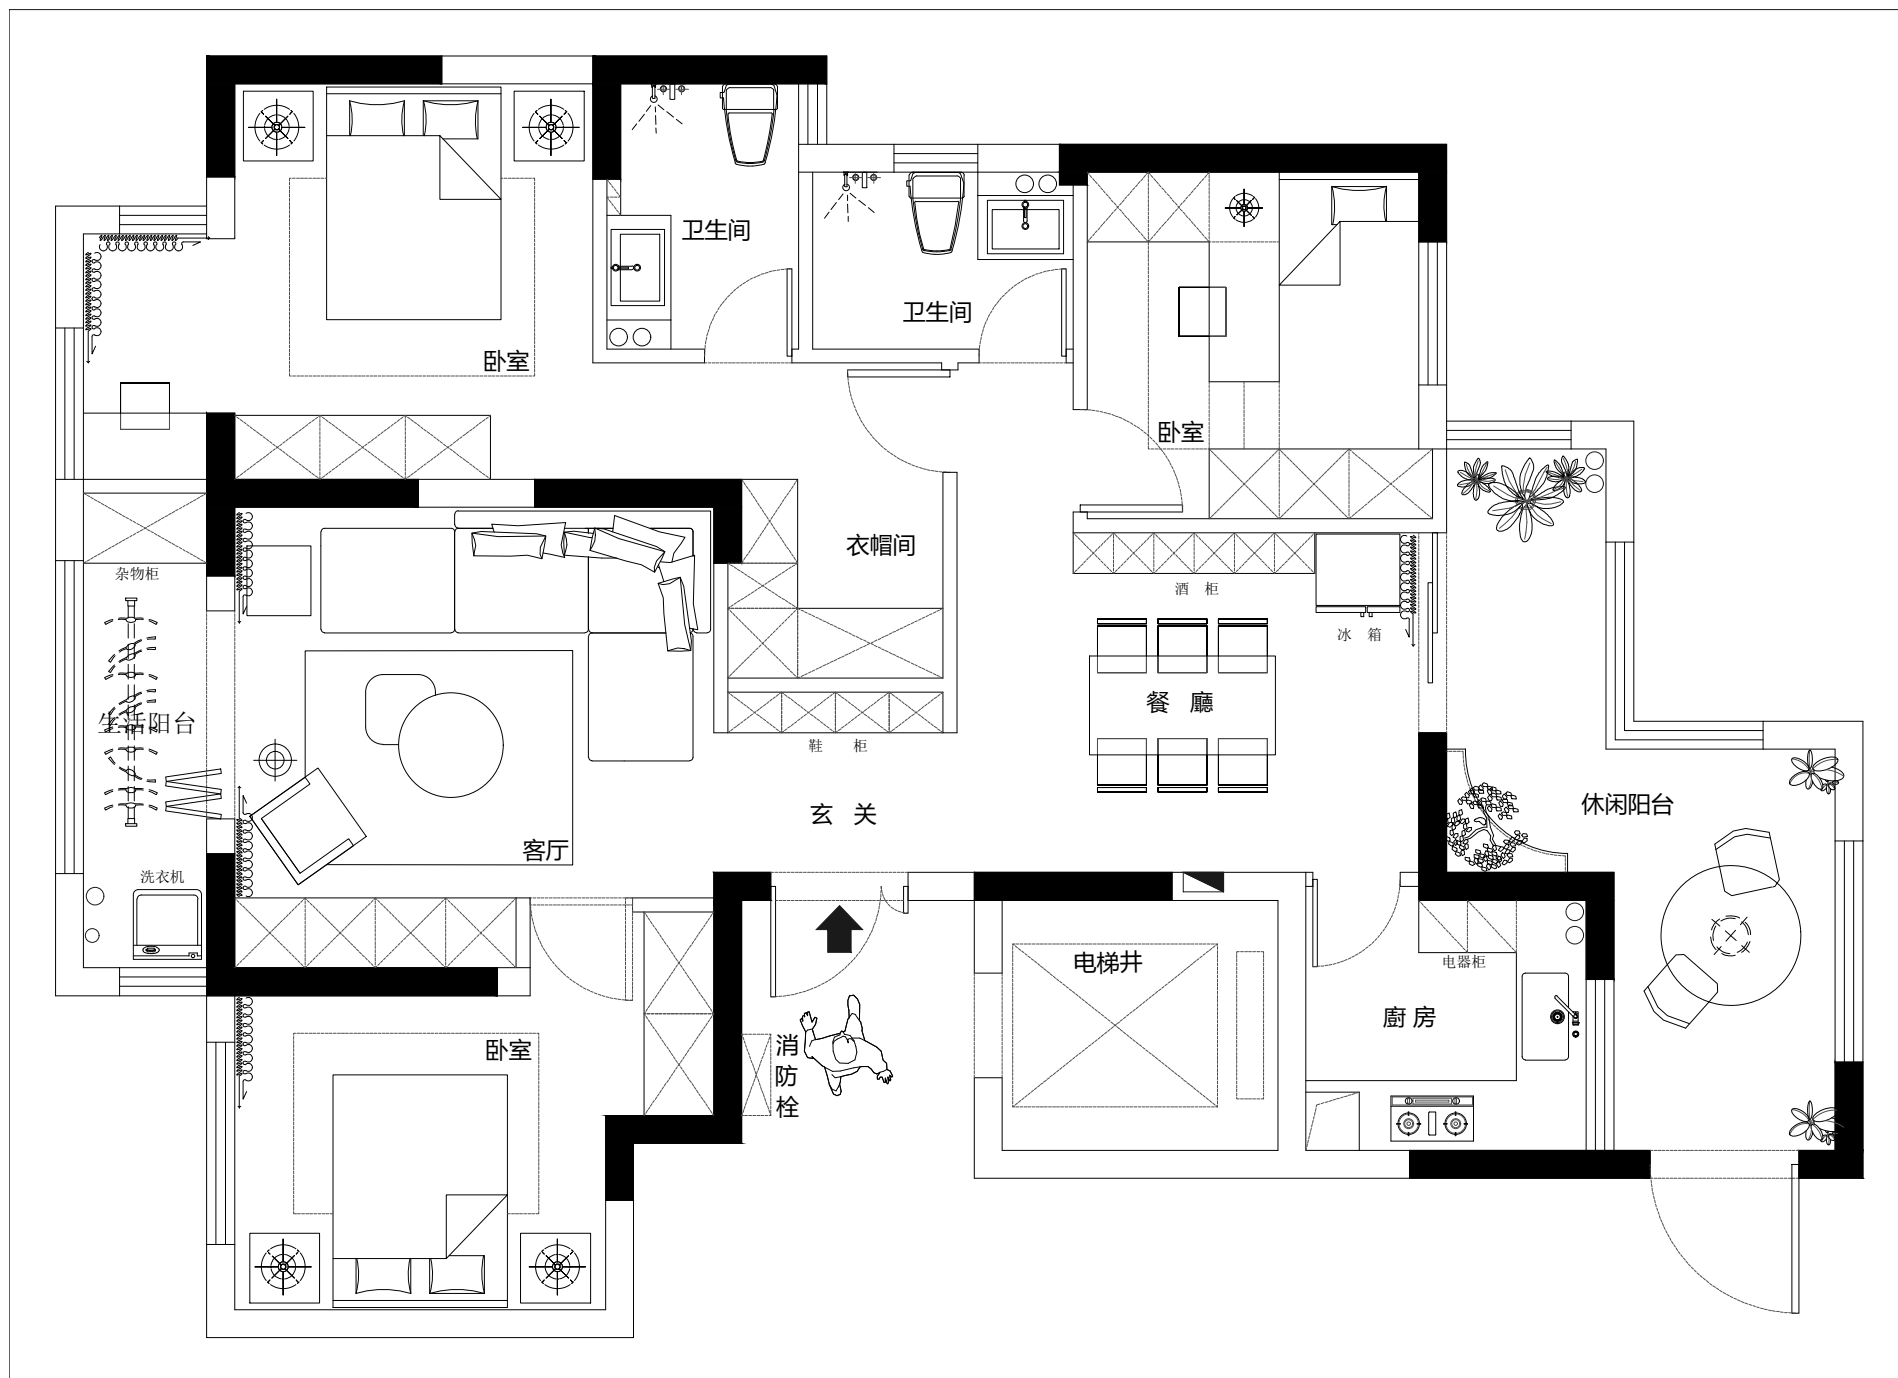 卫生间
卫生间
卧室
卧室
衣帽间
杂物柜
酒 柜
冰 箱
餐 廳
生活阳台
鞋 柜
玄 关
休闲阳台
客厅
洗衣机
电梯井
电器柜
厨 房
卧室
消
防
栓